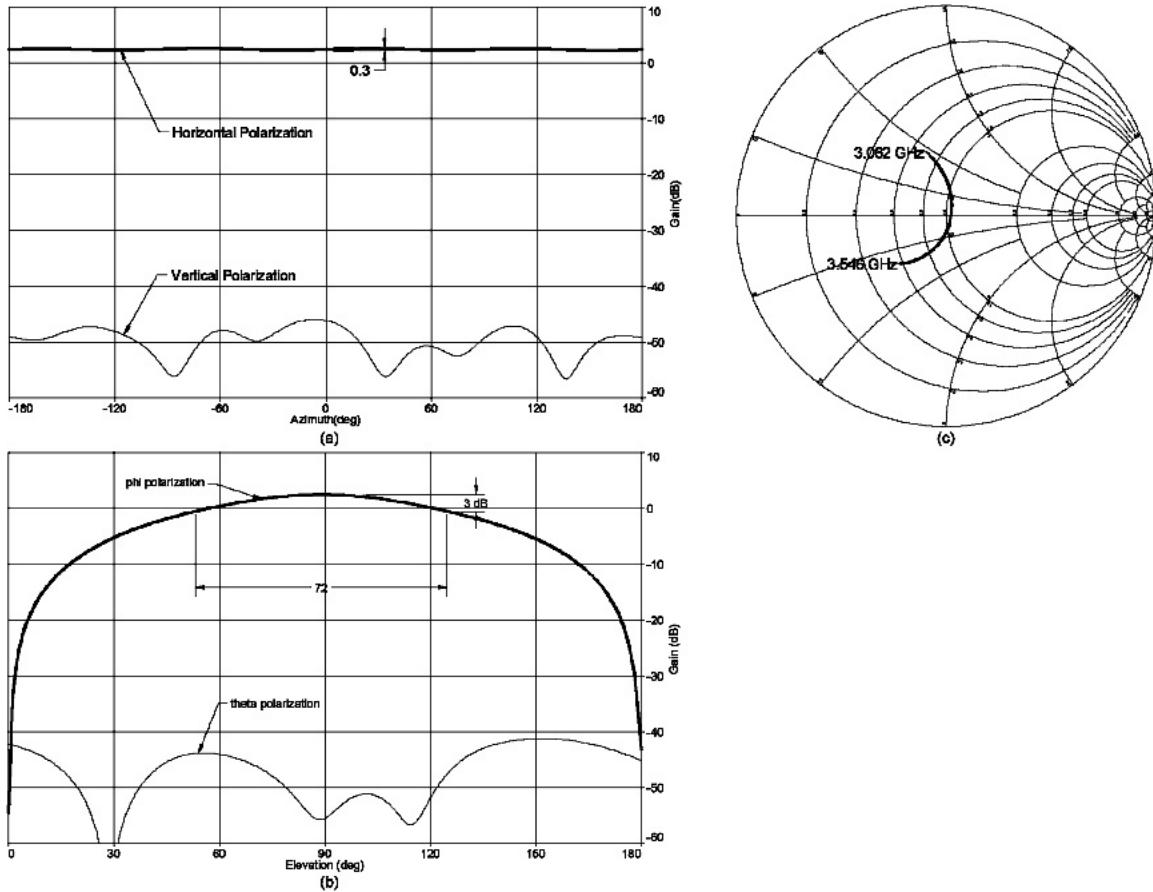 10
0
0.3
Horizontal Polarization
-10
-20
Gain(dB)
-30
Vertical Polarization
-40
-50
-60
-180
-120
-60
0
60
120
180
Azimuth(deg)
(a)
3.062 GHz
3.546 GHz
(c)
10
phi polarization
3 dB
0
-10
72
-20
Gain (dB)
-30
theta polarization
-40
-50
-60
0
30
60
90
120
180
Elevation (deg)
(b)